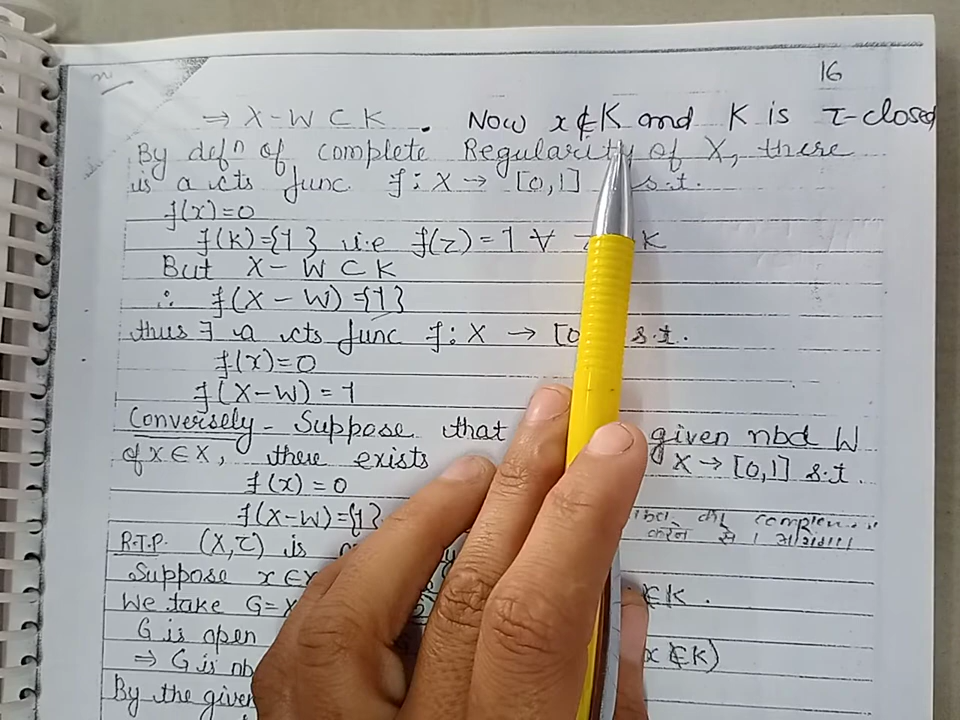 16
⇒ X-W ⊂ K . Now x∉K and K is τ-closed
By defn of complete Regularity of X, there
is a cts func f: X → [0,1] s.t.
f(x)=0
f(K)={1} i.e f(z)=1 ∀ K
But X-W ⊂ K
∴ f(X-W)={1}
thus ∃ a cts func f: X → [0 s.t.
f(x)=0
f(X-W)=1
Conversely - Suppose that given nbd W
of x∈X, there exists X → [0,1] s.t.
f(x)=0
f(X-W)={1}
R.T.P. (X,τ) is
Suppose x∈X ∉K.
We take G=X
G is open x∉K)
⇒ G is nb
By the given